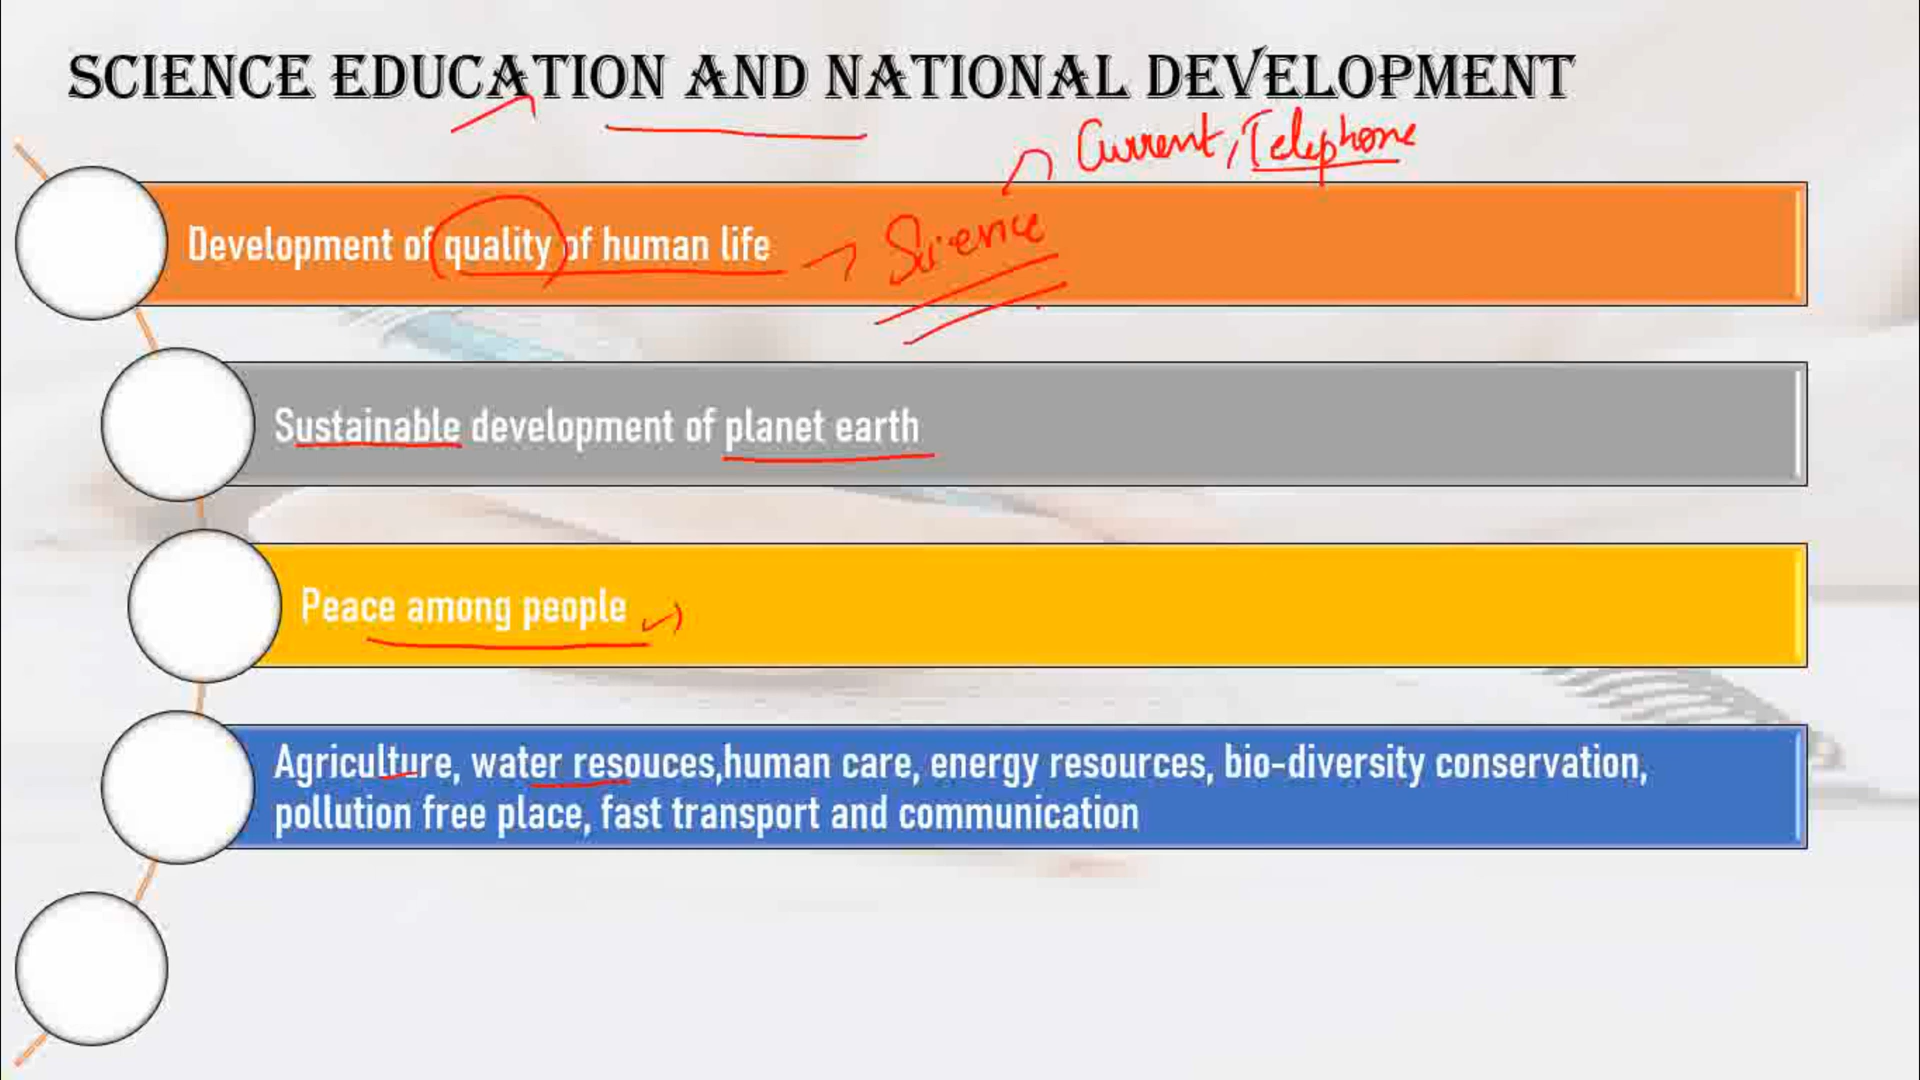 SCIENCE EDUCATION AND NATIONAL DEVELOPMENT
Current, Telephone
Development of quality of human life
Science
Sustainable development of planet earth
Peace among people
Agriculture, water resouces,human care, energy resources, bio-diversity conservation,
pollution free place, fast transport and communication